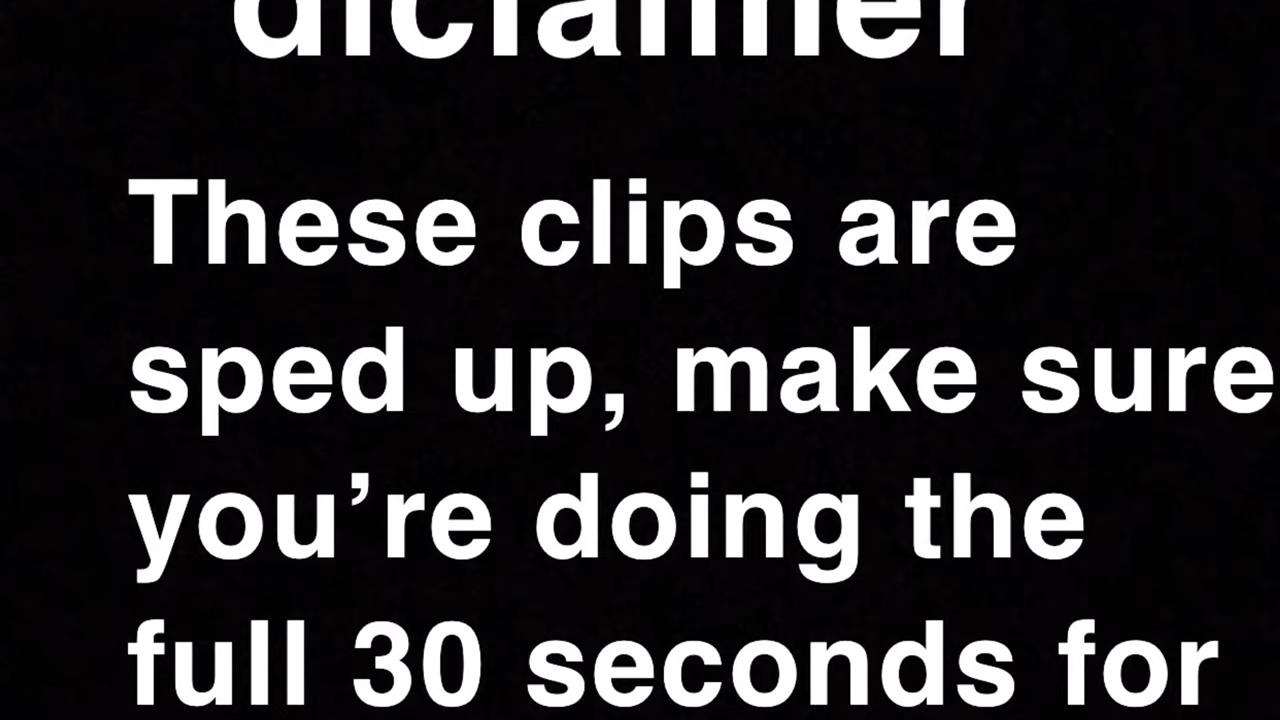 diclaimer
These clips are
sped up, make sure
you’re doing the
full 30 seconds for